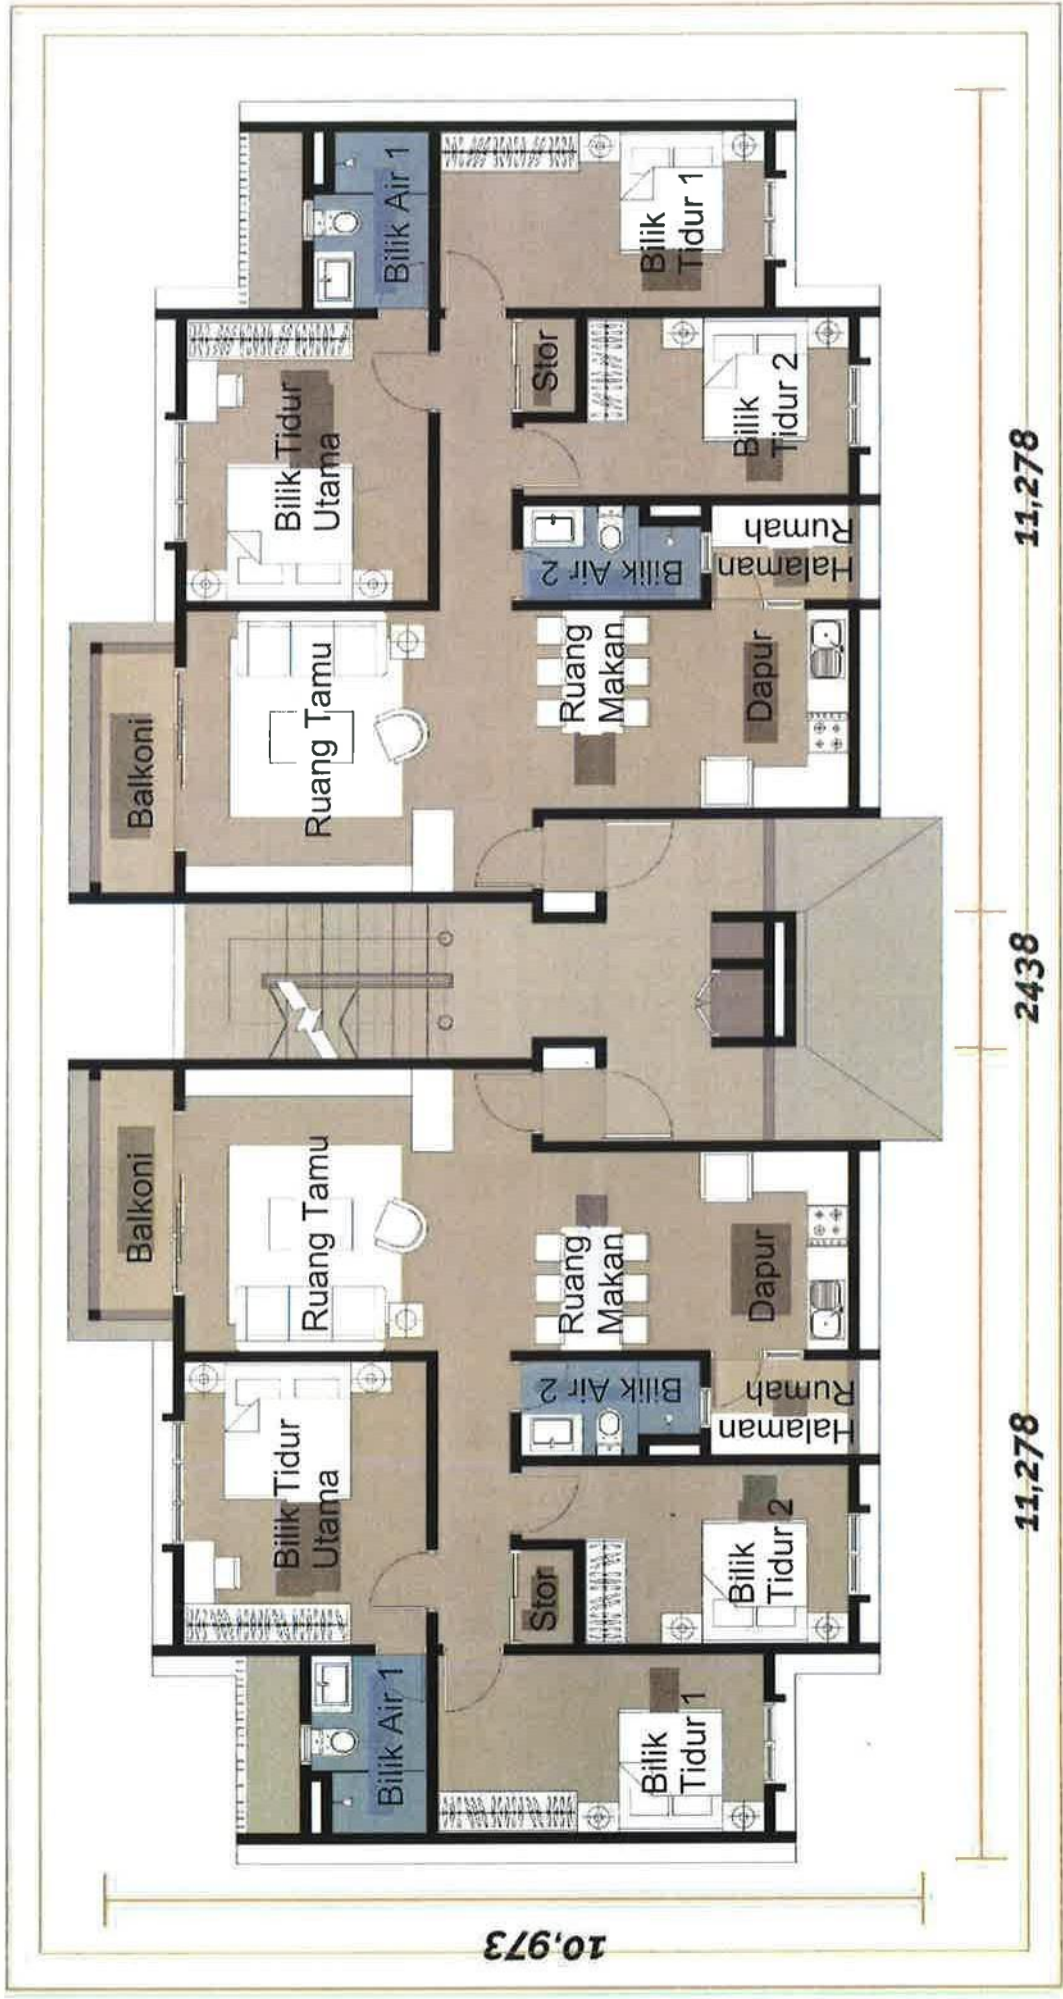 Balkoni
Balkoni
Ruang Tamu
Ruang Tamu
Bilik Tidur
Utama
Bilik Tidur
Utama
Bilik Air 1
Bilik Air 1
Bilik
Tidur 1
Stor
Bilik
Tidur 2
Bilik Air 2
Halaman
Rumah
Ruang
Makan
Dapur
Ruang
Makan
Dapur
Bilik Air 2
Halaman
Rumah
Stor
Bilik
Tidur 2
Bilik
Tidur 1
10,973
11,278
2438
11,278